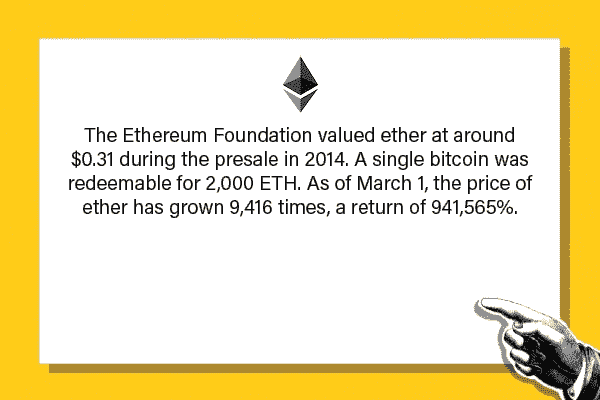 The Ethereum Foundation valued ether at around
$0.31 during the presale in 2014. A single bitcoin was
redeemable for 2,000 ETH. As of March 1, the price of
ether has grown 9,416 times, a return of 941,565%.